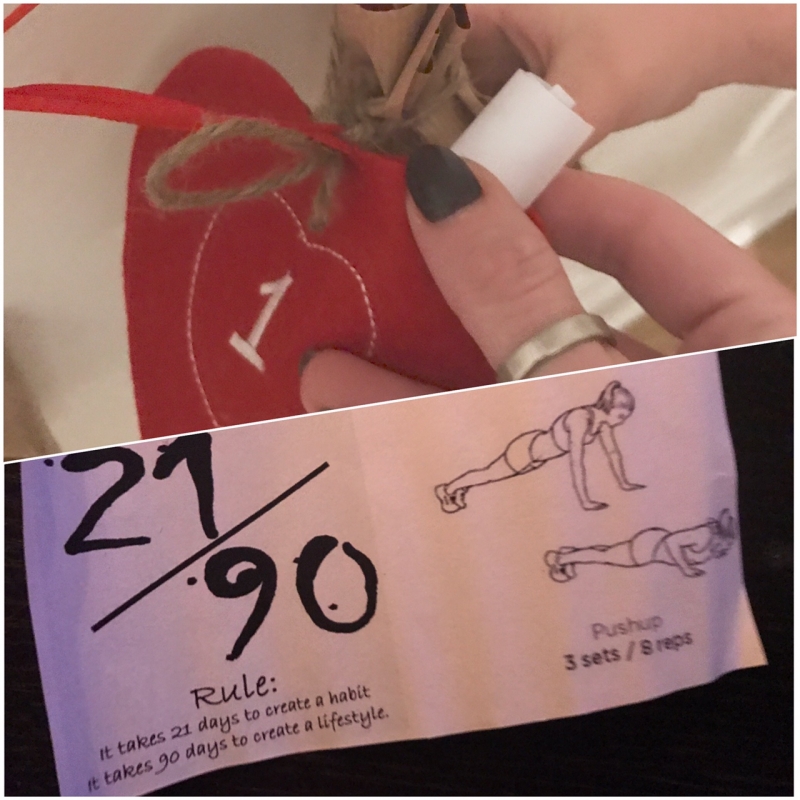 1
21
90
Rule:
It takes 21 days to create a habit
It takes 90 days to create a lifestyle.
Pushup
3 sets / 8 reps